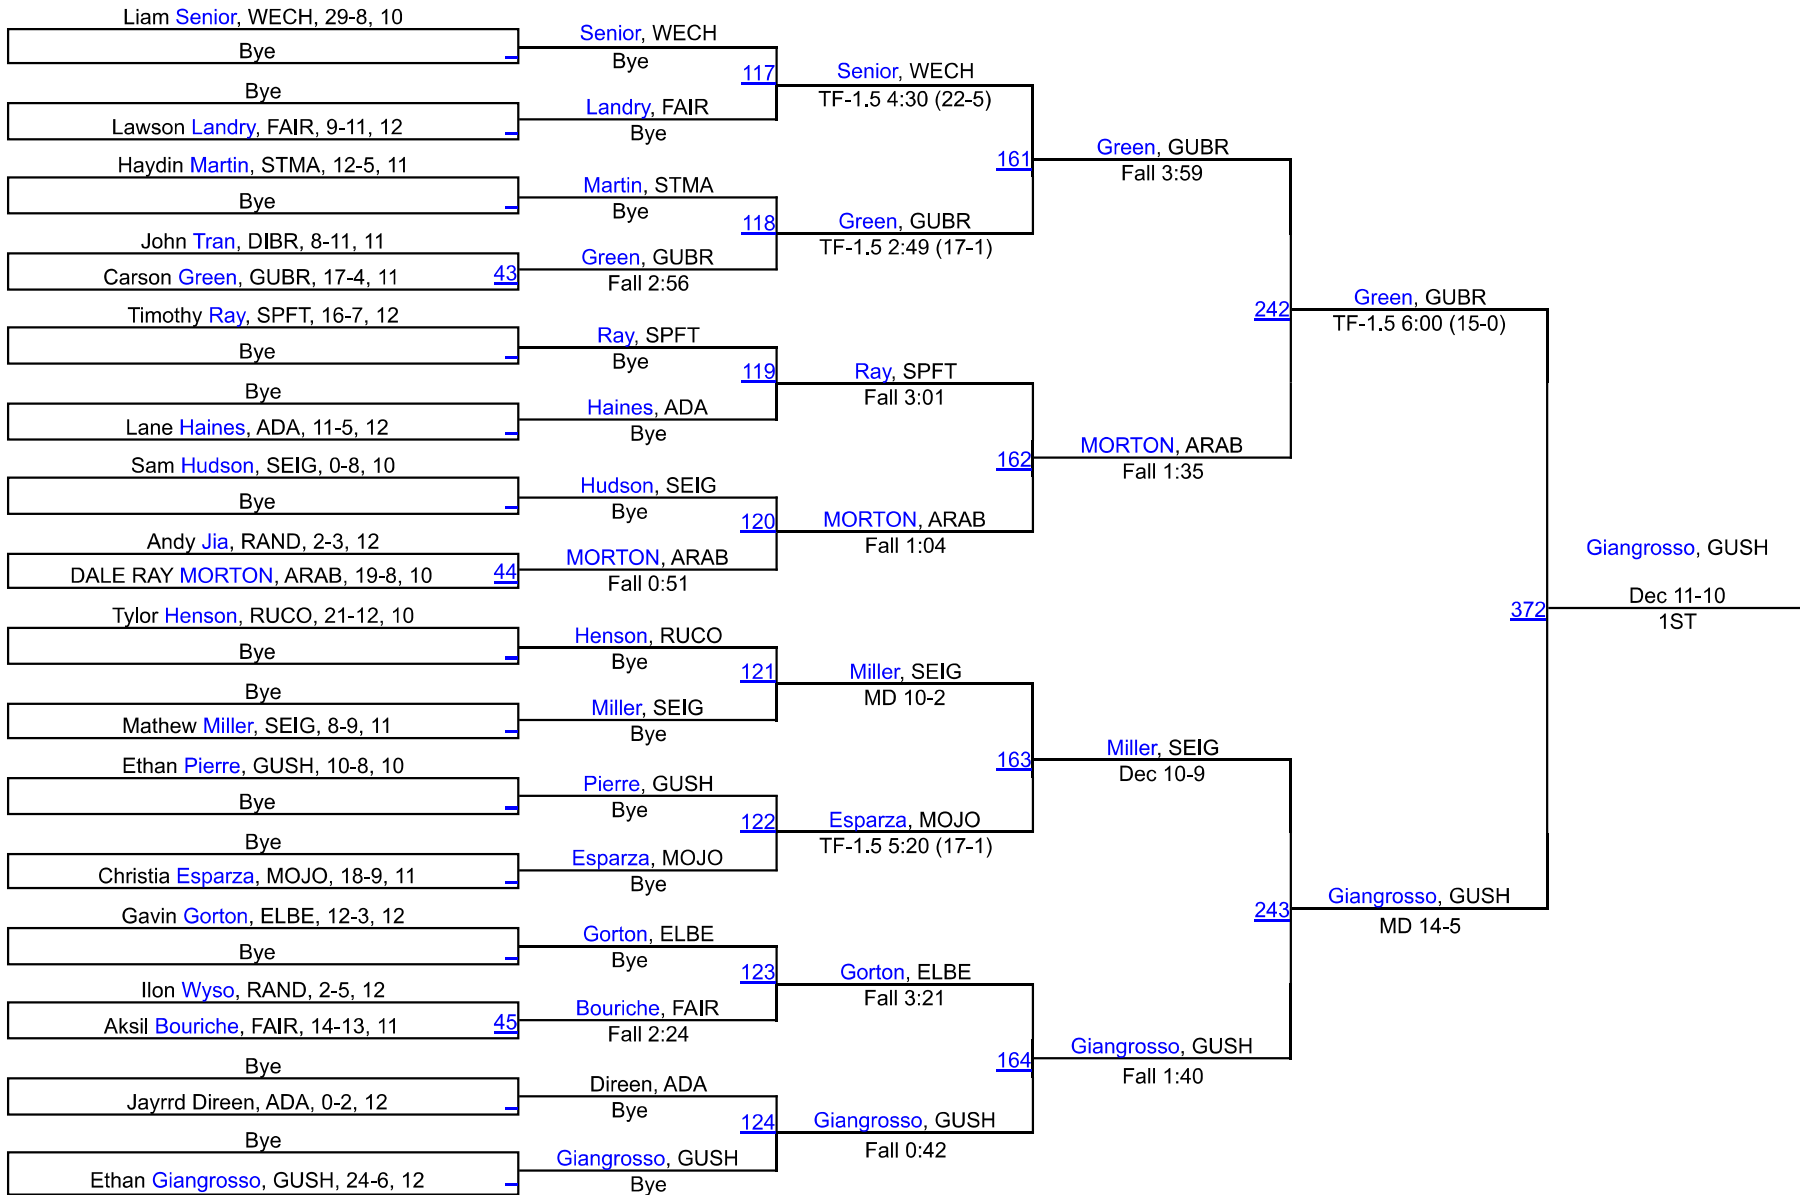 Liam Senior, WECH, 29-8, 10
Bye
Bye
Lawson Landry, FAIR, 9-11, 12
Haydin Martin, STMA, 12-5, 11
Bye
John Tran, DIBR, 8-11, 11
Carson Green, GUBR, 17-4, 11
43
Timothy Ray, SPFT, 16-7, 12
Bye
Bye
Lane Haines, ADA, 11-5, 12
Sam Hudson, SEIG, 0-8, 10
Bye
Andy Jia, RAND, 2-3, 12
DALE RAY MORTON, ARAB, 19-8, 10
44
Tylor Henson, RUCO, 21-12, 10
Bye
Bye
Mathew Miller, SEIG, 8-9, 11
Ethan Pierre, GUSH, 10-8, 10
Bye
Bye
Christia Esparza, MOJO, 18-9, 11
Gavin Gorton, ELBE, 12-3, 12
Bye
Ilon Wyso, RAND, 2-5, 12
Aksil Bouriche, FAIR, 14-13, 11
45
Bye
Jayrrd Direen, ADA, 0-2, 12
Bye
Ethan Giangrosso, GUSH, 24-6, 12
Senior, WECH
Bye
117
Landry, FAIR
Bye
Martin, STMA
Bye
118
Green, GUBR
Fall 2:56
Ray, SPFT
Bye
119
Haines, ADA
Bye
Hudson, SEIG
Bye
120
MORTON, ARAB
Fall 0:51
Henson, RUCO
Bye
121
Miller, SEIG
Bye
Pierre, GUSH
Bye
122
Esparza, MOJO
Bye
Gorton, ELBE
Bye
123
Bouriche, FAIR
Fall 2:24
Direen, ADA
Bye
124
Giangrosso, GUSH
Bye
Senior, WECH
TF-1.5 4:30 (22-5)
161
Green, GUBR
TF-1.5 2:49 (17-1)
Ray, SPFT
Fall 3:01
162
MORTON, ARAB
Fall 1:04
Miller, SEIG
MD 10-2
163
Esparza, MOJO
TF-1.5 5:20 (17-1)
Gorton, ELBE
Fall 3:21
164
Giangrosso, GUSH
Fall 0:42
Green, GUBR
Fall 3:59
242
MORTON, ARAB
Fall 1:35
Miller, SEIG
Dec 10-9
243
Giangrosso, GUSH
Fall 1:40
Green, GUBR
TF-1.5 6:00 (15-0)
372
Giangrosso, GUSH
MD 14-5
Giangrosso, GUSH
Dec 11-10
1ST